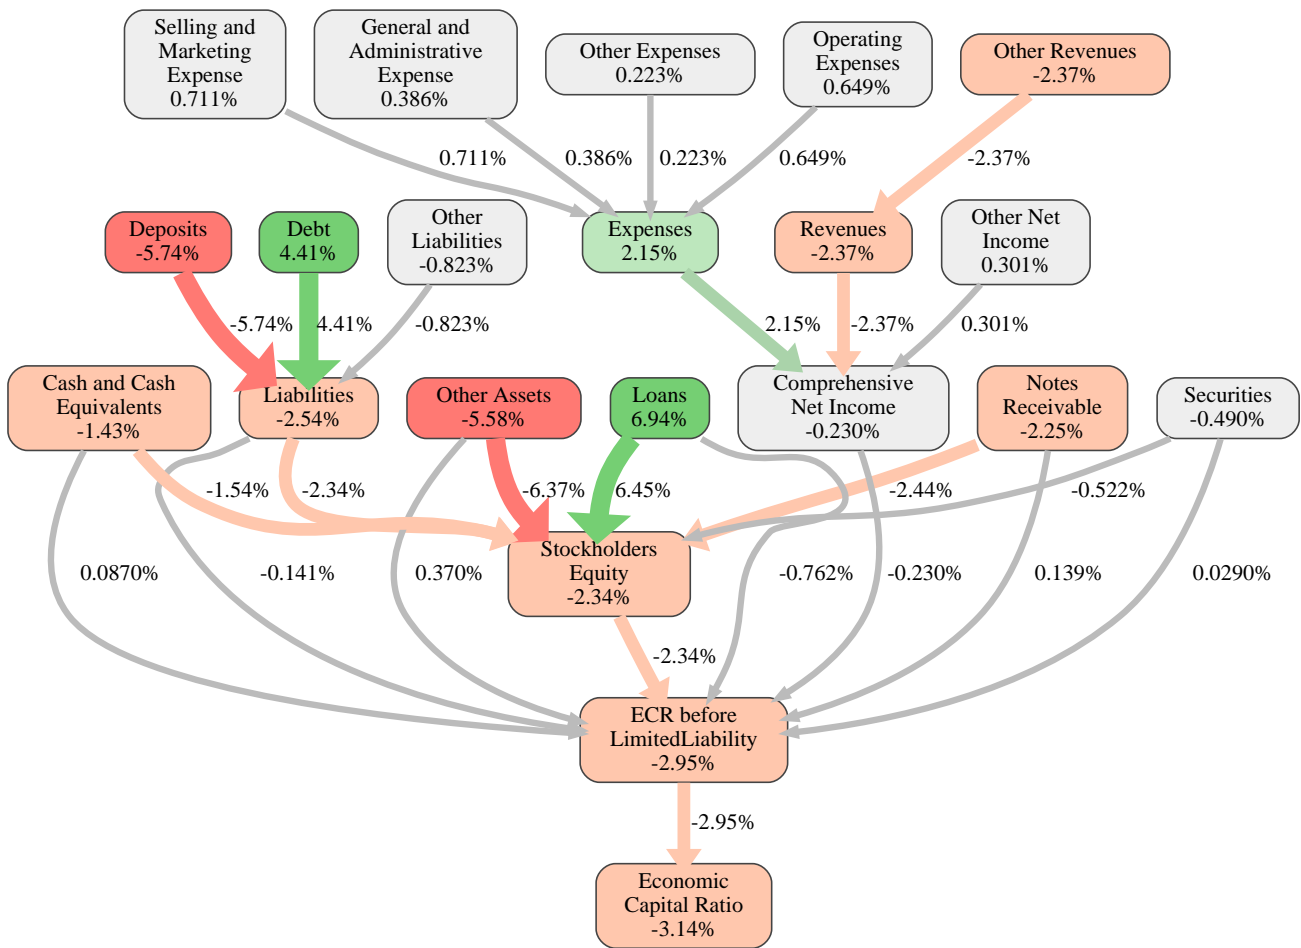 Selling and
Marketing
Expense
0.711%
General and
Administrative
Expense
0.386%
Other Expenses
0.223%
Operating
Expenses
0.649%
Other Revenues
-2.37%
0.711%
0.386%
0.223%
0.649%
-2.37%
Deposits
-5.74%
Debt
4.41%
Other
Liabilities
-0.823%
Expenses
2.15%
Revenues
-2.37%
Other Net
Income
0.301%
-5.74%
4.41%
-0.823%
2.15%
-2.37%
0.301%
Cash and Cash
Equivalents
-1.43%
Liabilities
-2.54%
Other Assets
-5.58%
Loans
6.94%
Comprehensive
Net Income
-0.230%
Notes
Receivable
-2.25%
Securities
-0.490%
-1.54%
-2.34%
-6.37%
6.45%
-2.44%
-0.522%
Stockholders
Equity
-2.34%
0.0870%
-0.141%
0.370%
-0.762%
-0.230%
0.139%
0.0290%
-2.34%
ECR before
LimitedLiability
-2.95%
-2.95%
Economic
Capital Ratio
-3.14%